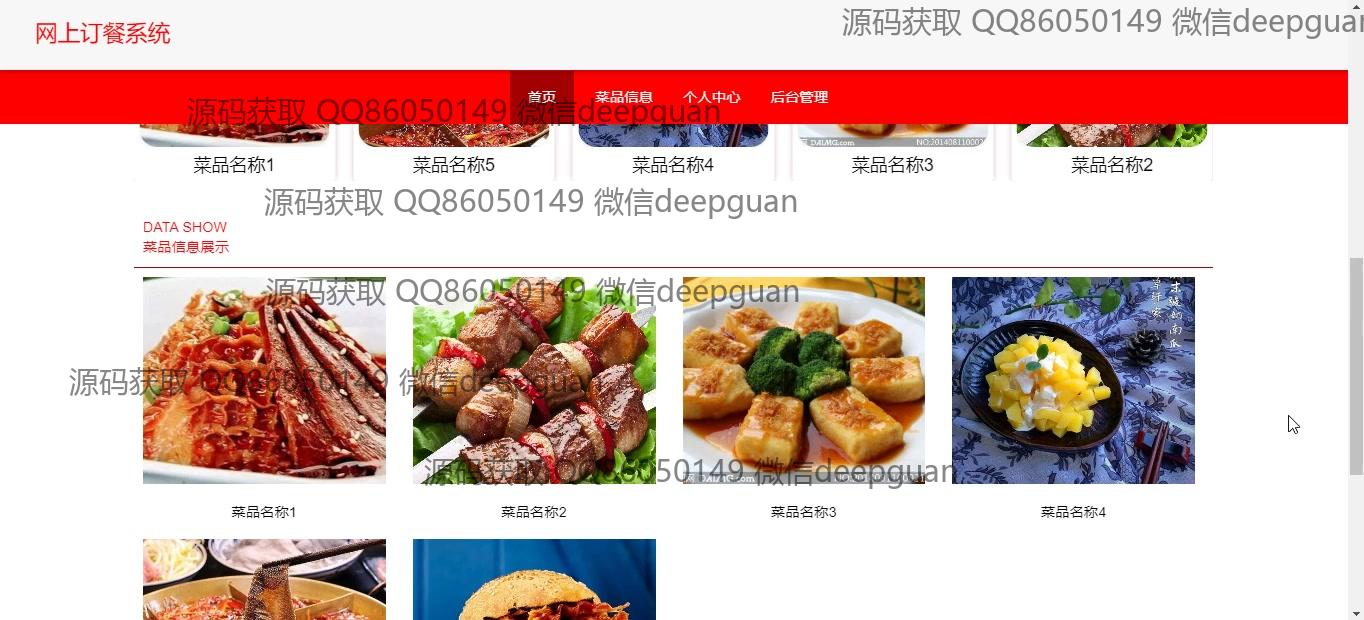 网上订餐系统
源码获取 QQ86050149 微信deepguan
首页
菜品信息
个人中心
后台管理
源码获取 QQ86050149 微信deepguan
DAIMG.com
NO:2014081100
菜品名称1
菜品名称5
菜品名称4
菜品名称3
菜品名称2
源码获取 QQ86050149 微信deepguan
DATA SHOW
菜品信息展示
源码获取 QQ86050149 微信deepguan
源码获取 QQ86050149 微信deepguan
源码获取 QQ86050149 微信deepguan
DAIMG.com
菜品名称1
菜品名称2
菜品名称3
菜品名称4